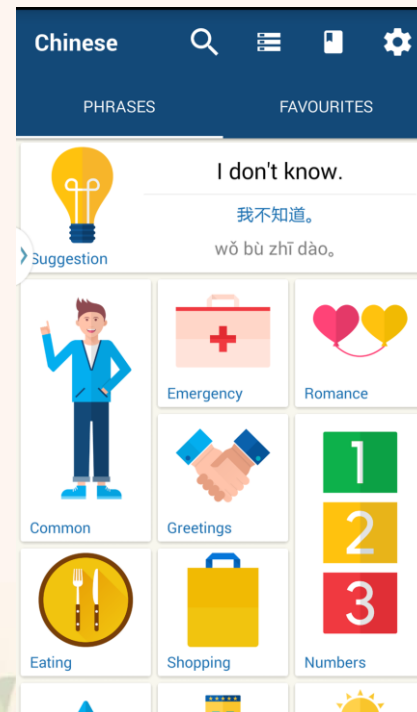 Chinese
PHRASES
FAVOURITES
I don't know.
我不知道。
wǒ bù zhī dào。
Suggestion
Emergency
Romance
Common
Greetings
1
2
3
Eating
Shopping
Numbers